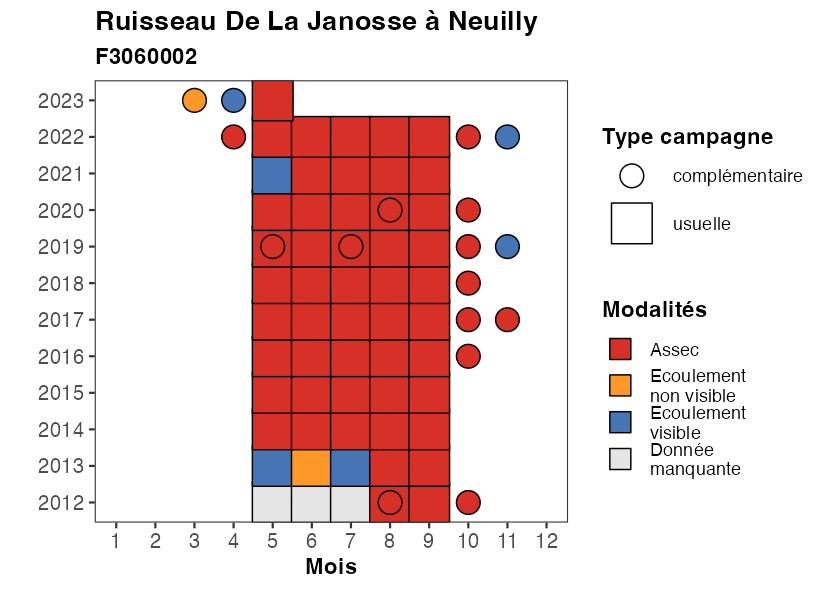 Ruisseau De La Janosse à Neuilly
F3060002
2023
2022
2021
2020
2019
2018
2017
2016
2015
2014
2013
2012
1 2 3 4 5 6 7 8 9 10 11 12
Mois
Type campagne
complémentaire
usuelle
Modalités
Assec
Ecoulement
non visible
Ecoulement
visible
Donnée
manquante